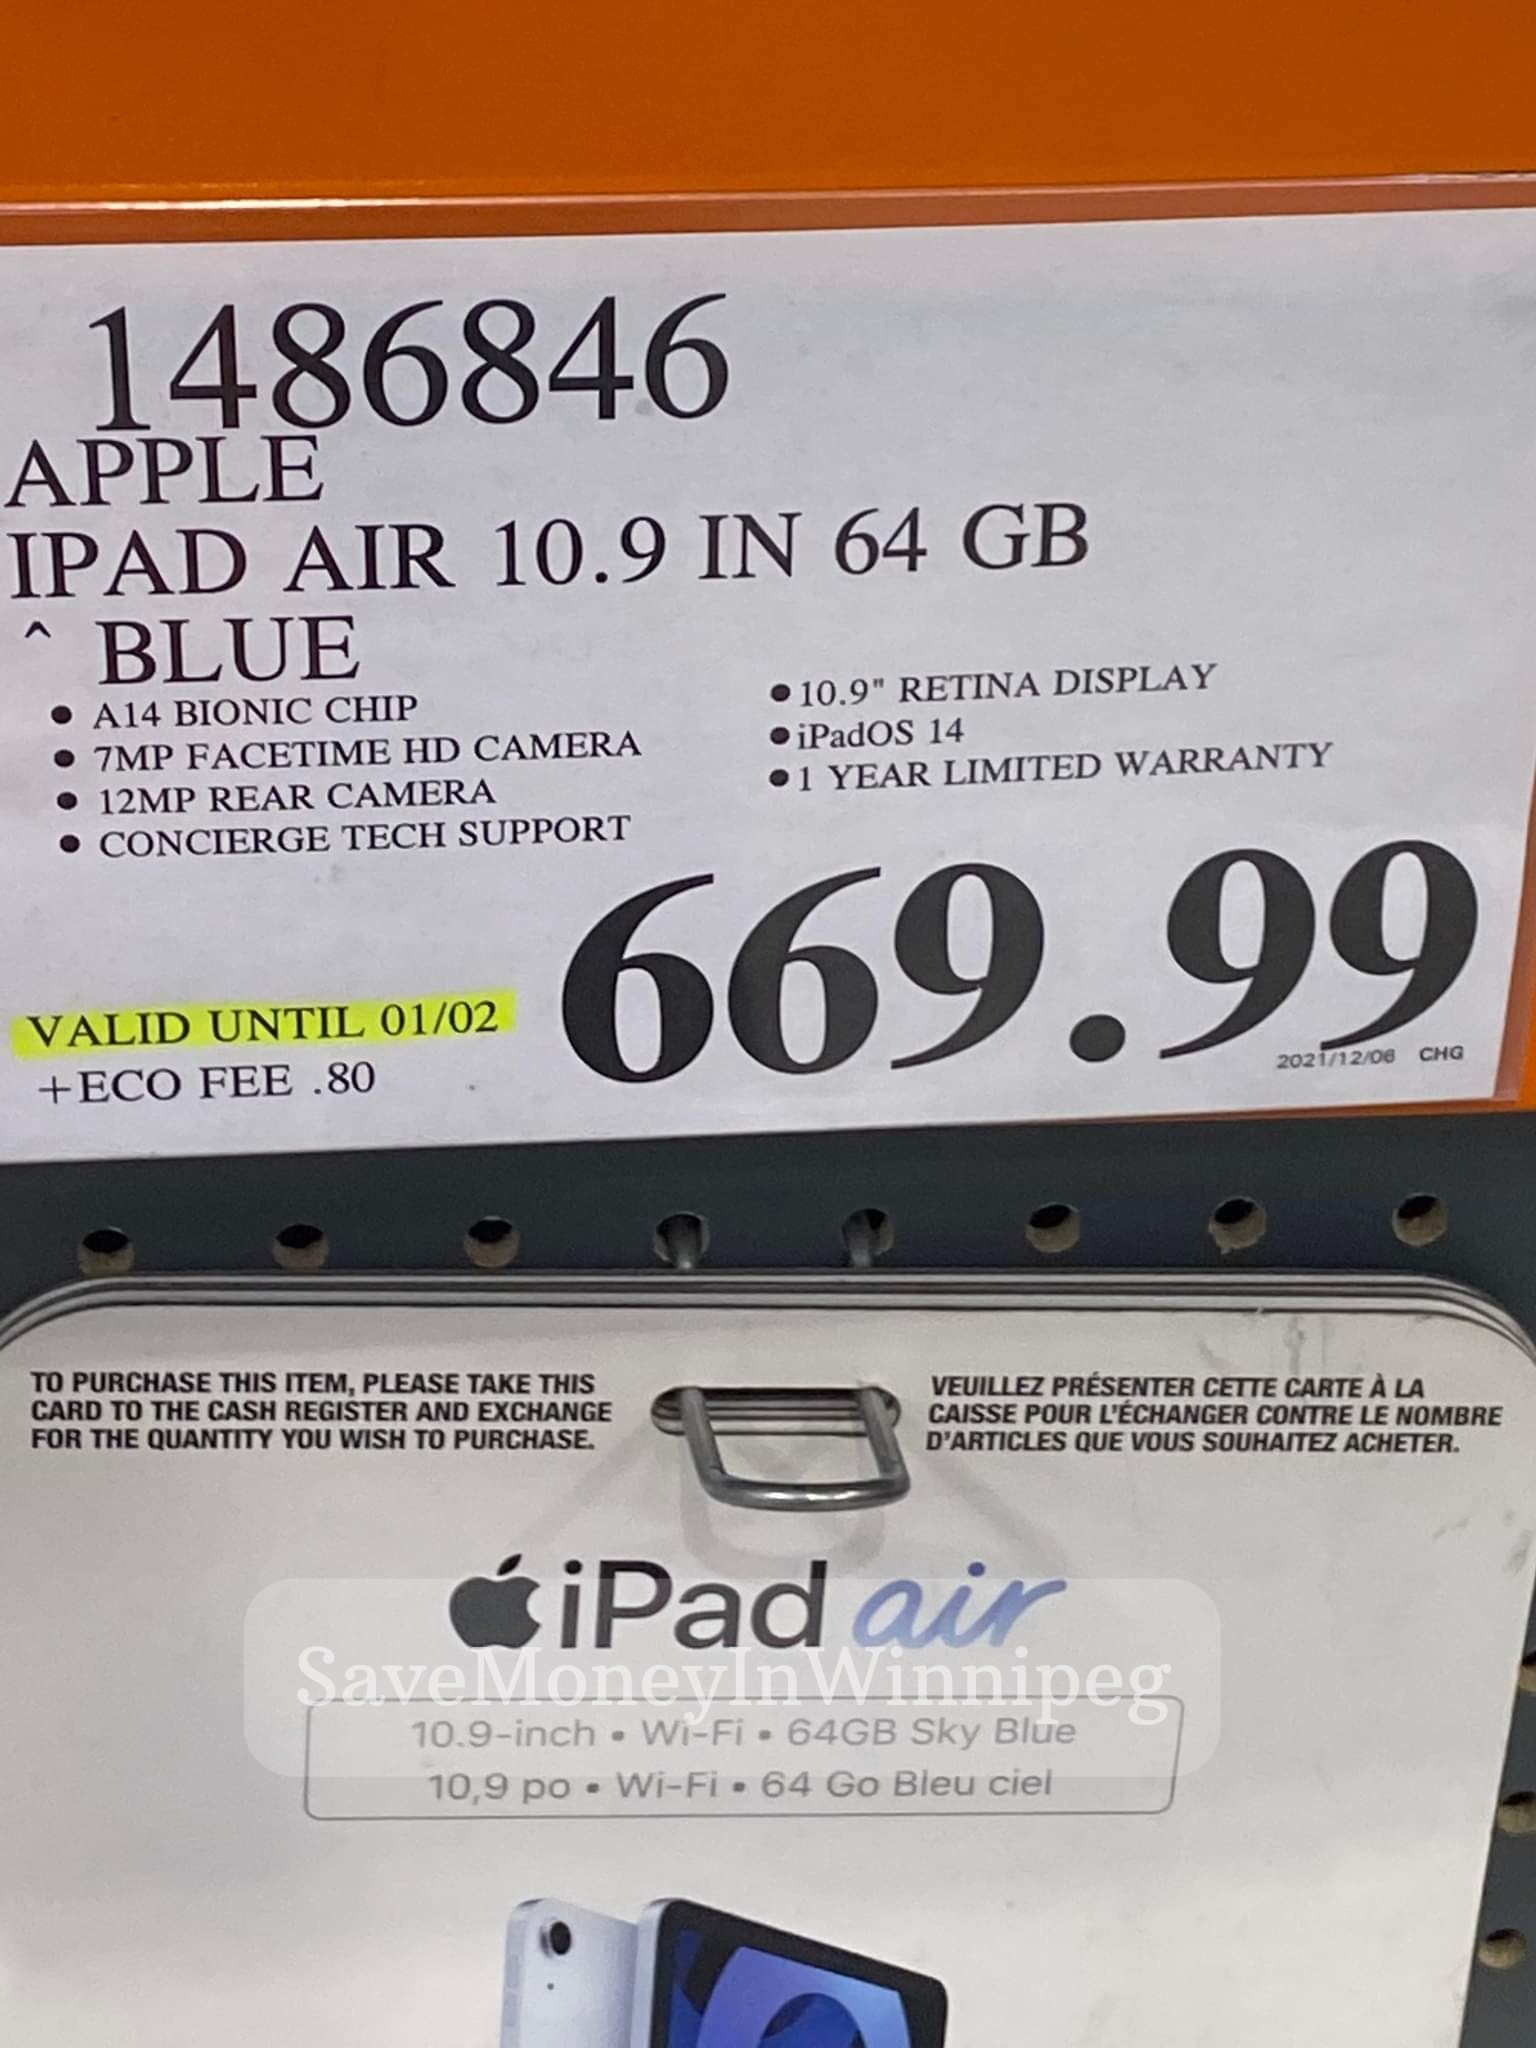 1486846
APPLE
IPAD AIR 10.9 IN 64 GB
^ BLUE
• A14 BIONIC CHIP
• 7MP FACETIME HD CAMERA
• 12MP REAR CAMERA
• CONCIERGE TECH SUPPORT
• 10.9" RETINA DISPLAY
• iPadOS 14
• 1 YEAR LIMITED WARRANTY
669.99
VALID UNTIL 01/02
+ECO FEE .80
2021/12/06 CHG
TO PURCHASE THIS ITEM, PLEASE TAKE THIS
CARD TO THE CASH REGISTER AND EXCHANGE
FOR THE QUANTITY YOU WISH TO PURCHASE.
VEUILLEZ PRÉSENTER CETTE CARTE À LA
CAISSE POUR L'ÉCHANGER CONTRE LE NOMBRE
D'ARTICLES QUE VOUS SOUHAITEZ ACHETER.
iPad air
SaveMoneyInWinnipeg
10.9-inch • Wi-Fi • 64GB Sky Blue
10,9 po • Wi-Fi • 64 Go Bleu ciel